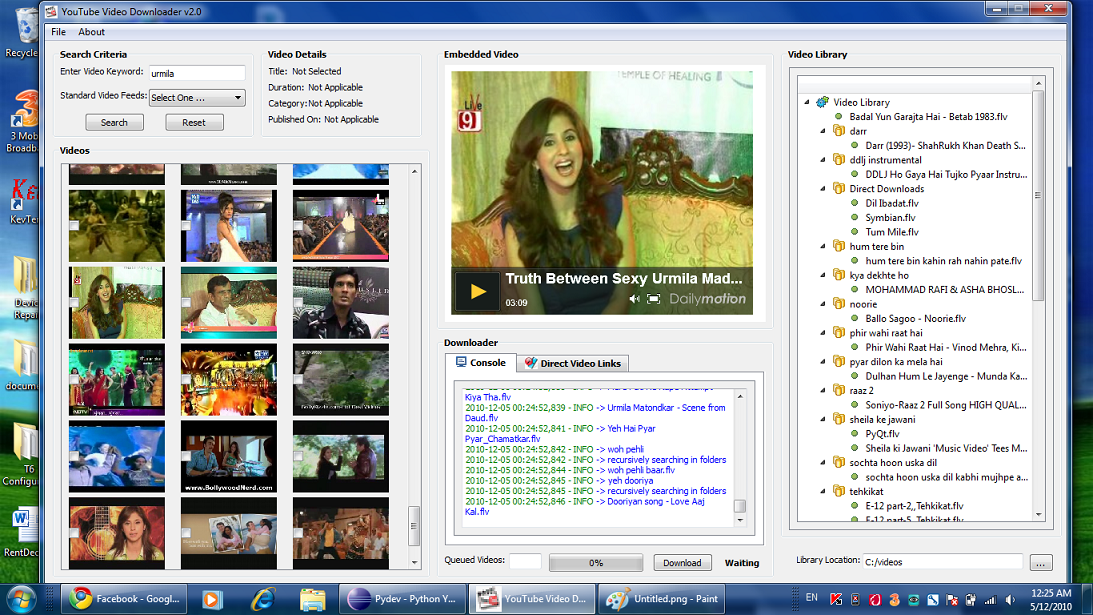 YouTube Video Downloader v2.0
File About
Search Criteria
Enter Video Keyword: urmila
Standard Video Feeds: Select One ...
Search Reset
Video Details
Title: Not Selected
Duration: Not Applicable
Category: Not Applicable
Published On: Not Applicable
Videos
www.BollywoodNerd.com
NDTV
Embedded Video
TEMPLE OF HEALING
Live
9
Truth Between Sexy Urmila Mad...
03:09
Dailymotion
Downloader
Console Direct Video Links
Kiya Tha.flv
2010-12-05 00:24:52,839 - INFO -> Urmila Matondkar - Scene from
Daud.flv
2010-12-05 00:24:52,841 - INFO -> Yeh Hai Pyar
Pyar_Chamatkar.flv
2010-12-05 00:24:52,842 - INFO -> woh pehli
2010-12-05 00:24:52,842 - INFO -> recursively searching in folders
2010-12-05 00:24:52,844 - INFO -> woh pehli baar.flv
2010-12-05 00:24:52,845 - INFO -> yeh dooriya
2010-12-05 00:24:52,845 - INFO -> recursively searching in folders
2010-12-05 00:24:52,846 - INFO -> Dooriyan song - Love Aaj
Kal.flv
Queued Videos: 0% Download Waiting
Video Library
Video Library
Badal Yun Garajta Hai - Betab 1983.flv
darr
Darr (1993)- ShahRukh Khan Death S...
ddlj instrumental
DDLJ Ho Gaya Hai Tujko Pyaar Instru...
Direct Downloads
Dil Ibadat.flv
Symbian.flv
Tum Mile.flv
hum tere bin
hum tere bin kahin rah nahin pate.flv
kya dekhte ho
MOHAMMAD RAFI & ASHA BHOSL...
noorie
Ballo Sagoo - Noorie.flv
phir wahi raat hai
Phir Wahi Raat Hai - Vinod Mehra, Ki...
pyar dilon ka mela hai
Dulhan Hum Le Jayenge - Munda Ka...
raaz 2
Soniyo-Raaz 2 Full Song HIGH QUAL...
sheila ke jawani
PyQt.flv
Sheila ki Jawani 'Music Video' Tees M...
sochta hoon uska dil
sochta hoon uska dil kabhi mujhpe a...
tehkikat
E-12 part-2,,Tehkikat.flv
E-12 part-5,,Tehkikat.flv
Library Location: C:/videos ...
Recycle
3 Mob
Broadba
KevTe
Device
Repai
docume
T6
Configur
RentDec
Facebook - Googl...
Pydev - Python Y...
YouTube Video D...
Untitled.png - Paint
EN
12:25 AM
5/12/2010